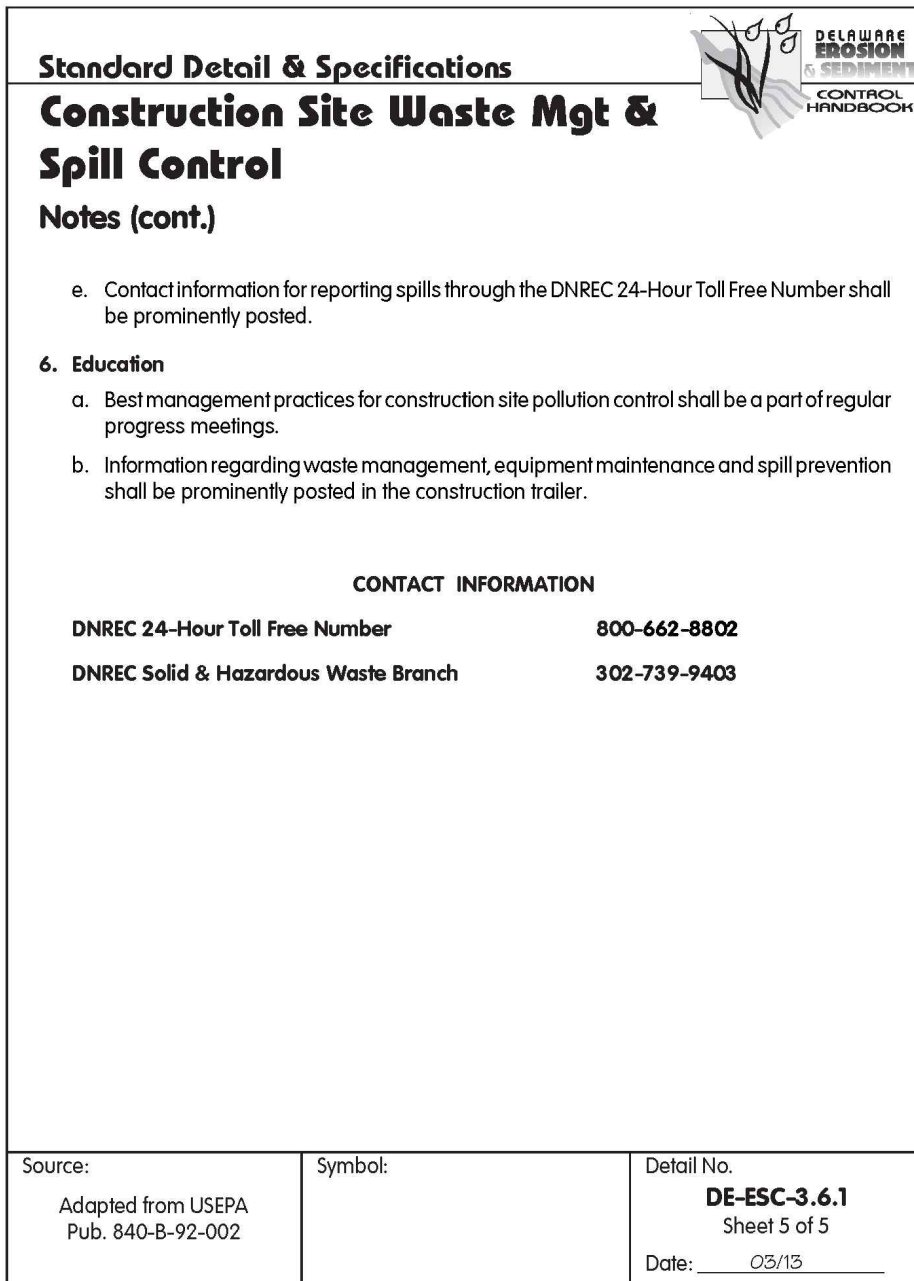 Standard Detail & Specifications
DELAWARE
EROSION
& SEDIMENT
CONTROL
HANDBOOK
Construction Site Waste Mgt &
Spill Control
Notes (cont.)
e. Contact information for reporting spills through the DNREC 24-Hour Toll Free Number shall
be prominently posted.
6. Education
a. Best management practices for construction site pollution control shall be a part of regular
progress meetings.
b. Information regarding waste management, equipment maintenance and spill prevention
shall be prominently posted in the construction trailer.
CONTACT INFORMATION
DNREC 24-Hour Toll Free Number 800-662-8802
DNREC Solid & Hazardous Waste Branch 302-739-9403
Source:
Adapted from USEPA
Pub. 840-B-92-002
Symbol:
Detail No.
DE-ESC-3.6.1
Sheet 5 of 5
Date: 03/13